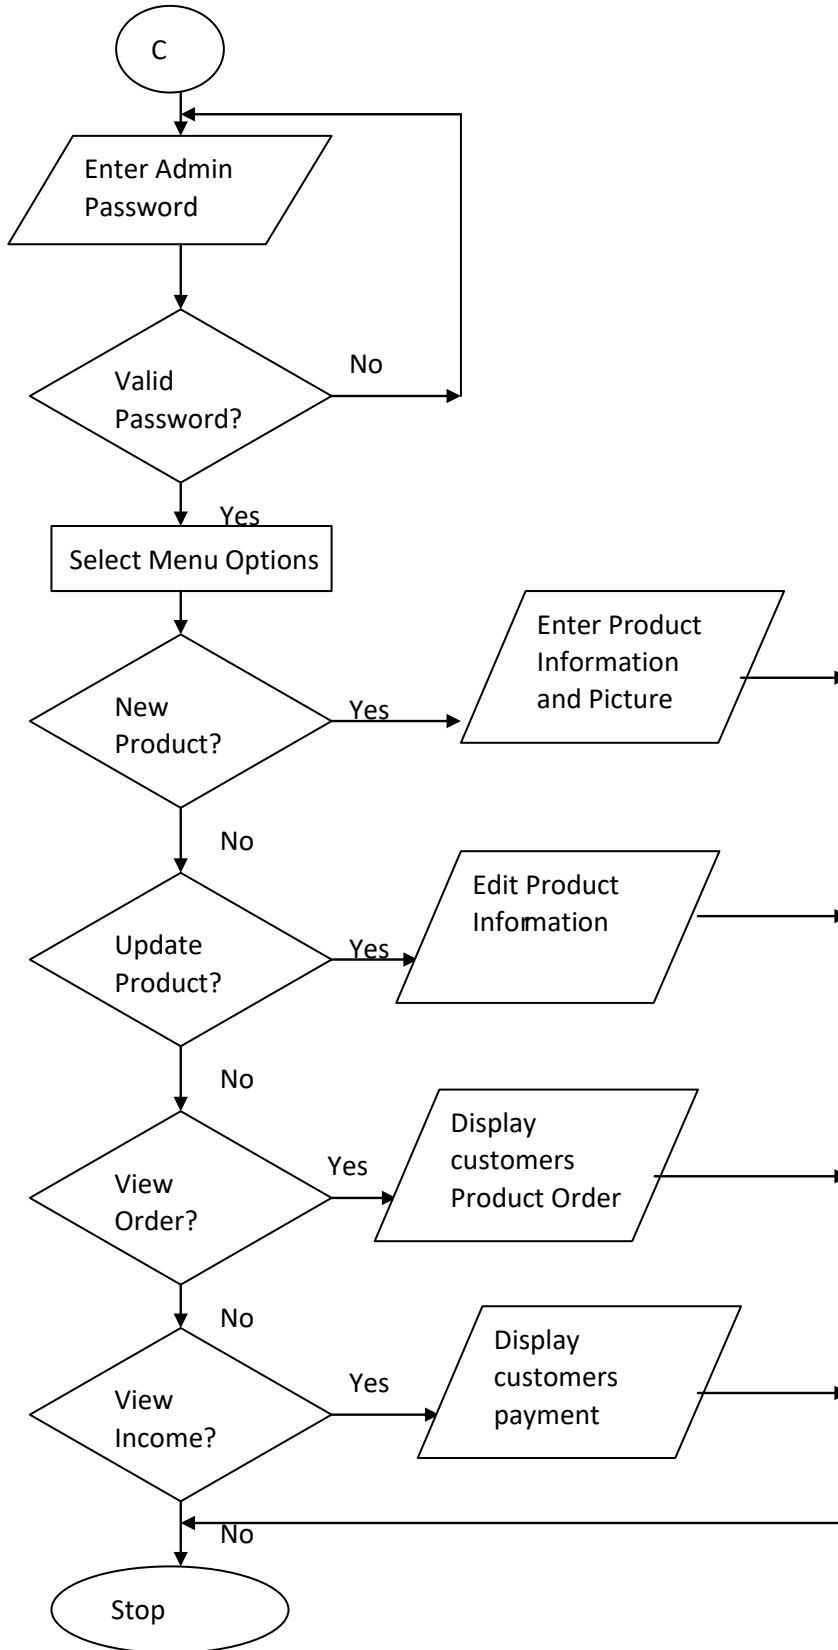 C
Enter Admin
Password
Valid
Password?
No
Yes
Select Menu Options
New
Product?
Yes
Enter Product
Information
and Picture
No
Update
Product?
Yes
Edit Product
Information
No
View
Order?
Yes
Display
customers
Product Order
No
View
Income?
Yes
Display
customers
payment
No
Stop